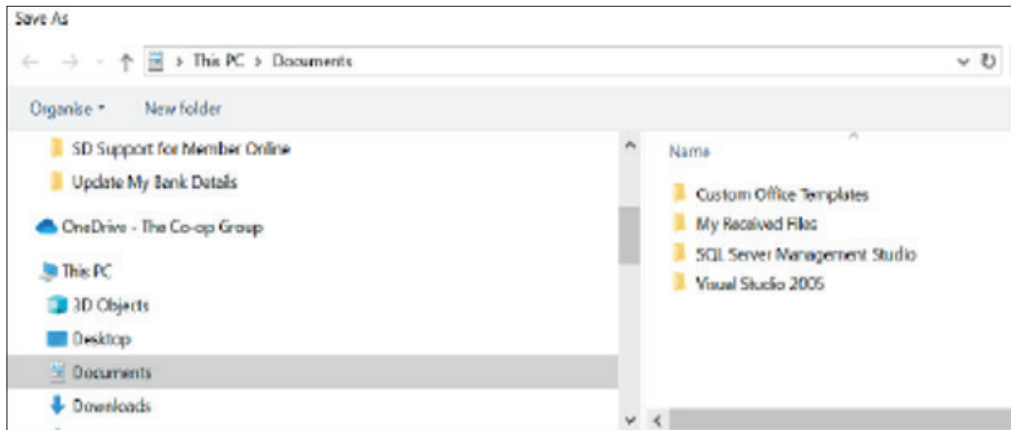 Save As
This PC > Documents
Organise New folder
SD Support for Member Online
Update My Bank Details
OneDrive - The Co-op Group
This PC
3D Objects
Desktop
Documents
Downloads
Name
Custom Office Templates
My Received Files
SQL Server Management Studio
Visual Studio 2005